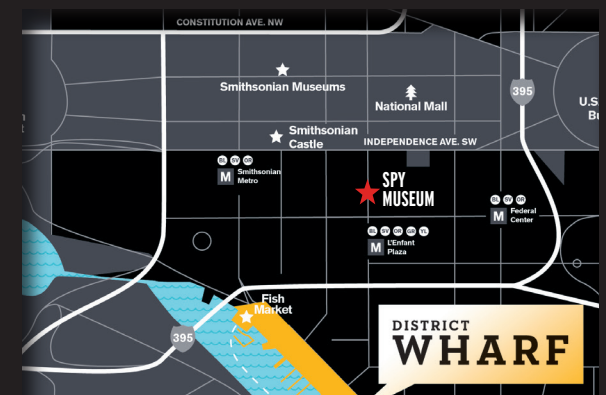 CONSTITUTION AVE. NW
Smithsonian Museums
National Mall
395
U.S.
Smithsonian
Castle
INDEPENDENCE AVE. SW
BL SV OR
M Smithsonian
Metro
SPY
MUSEUM
BL SV OR
M Federal
Center
BL SV OR GR YL
M L'Enfant
Plaza
Fish
Market
395
DISTRICT
WHARF